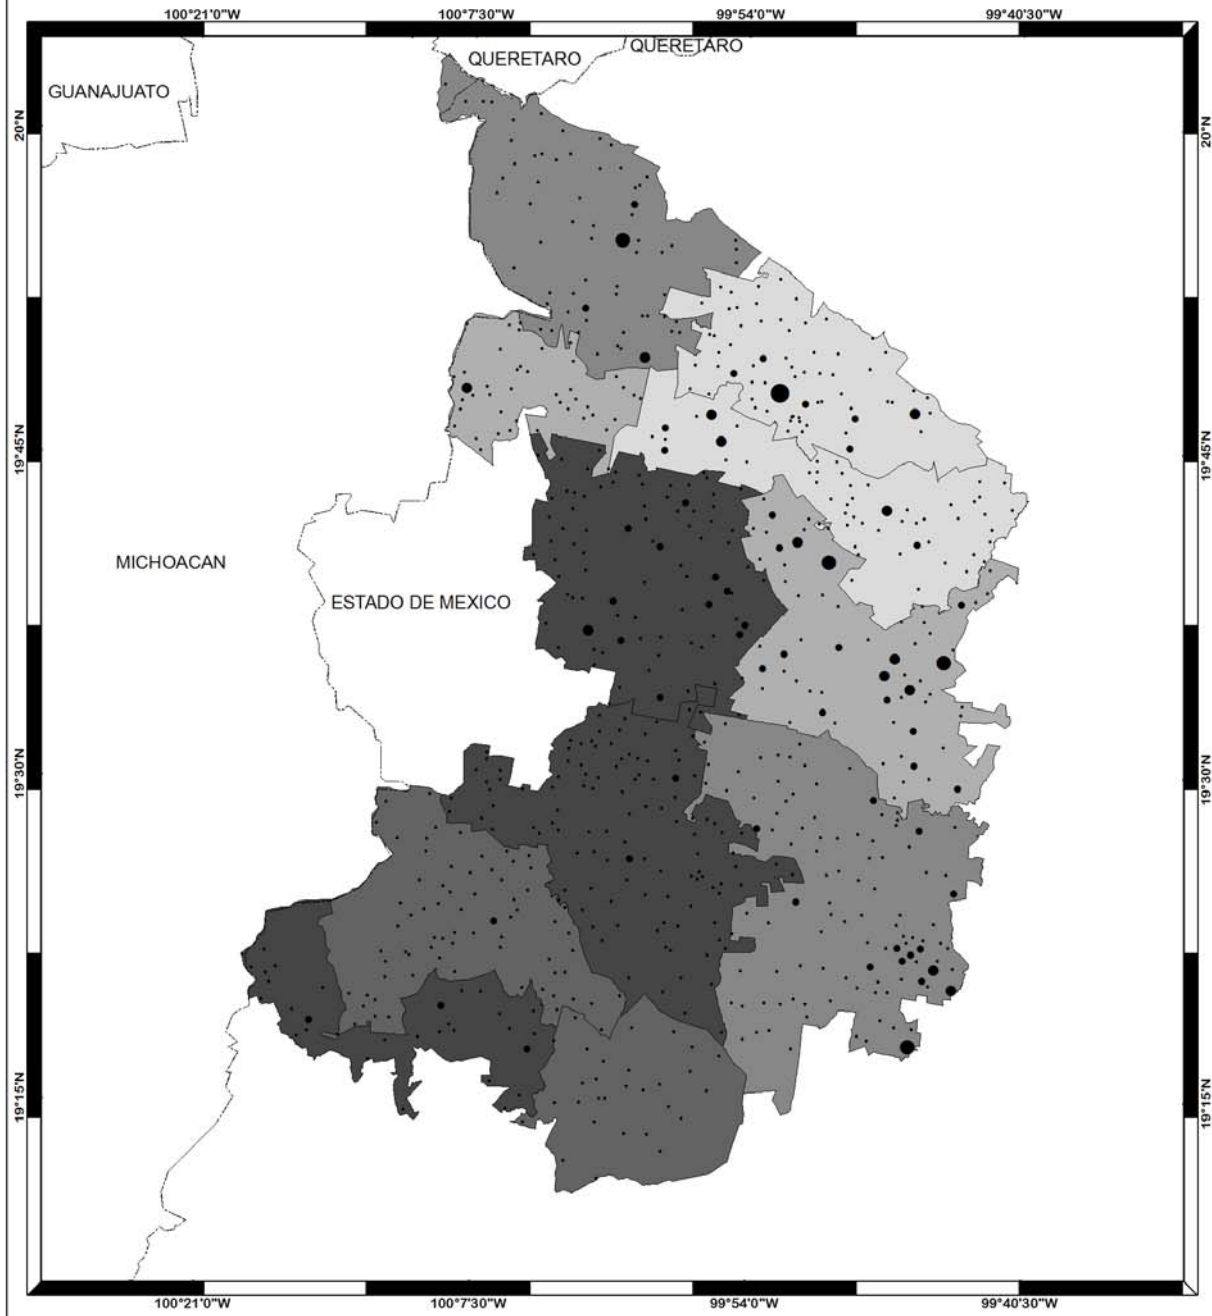 100°21'0"W 100°7'30"W 99°54'0"W 99°40'30"W
QUERETARO
QUERETARO
GUANAJUATO
20°N 20°N
19°45'N 19°45'N
MICHOACAN
ESTADO DE MEXICO
19°30'N 19°30'N
19°15'N 19°15'N
100°21'0"W 100°7'30"W 99°54'0"W 99°40'30"W